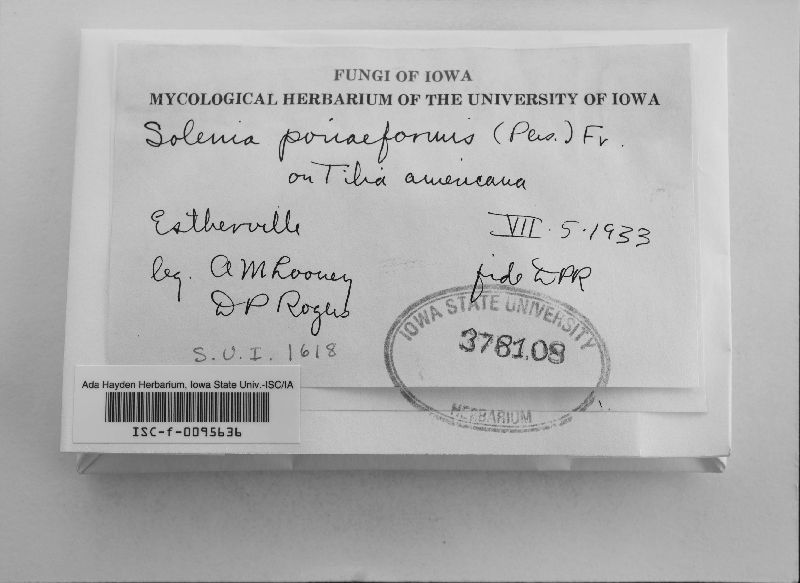 FUNGI OF IOWA
MYCOLOGICAL HERBARIUM OF THE UNIVERSITY OF IOWA
Solenia poriaeformis (Pers.) Fr.
on Tilia americana
Estherville VII.5.1933
leg. A M Looney fide DPR
D P Rogers
IOWA STATE UNIVERSITY
378108
HERBARIUM
S.U.I. 1618
Ada Hayden Herbarium, Iowa State Univ.-ISC/IA
ISC-f-0095636